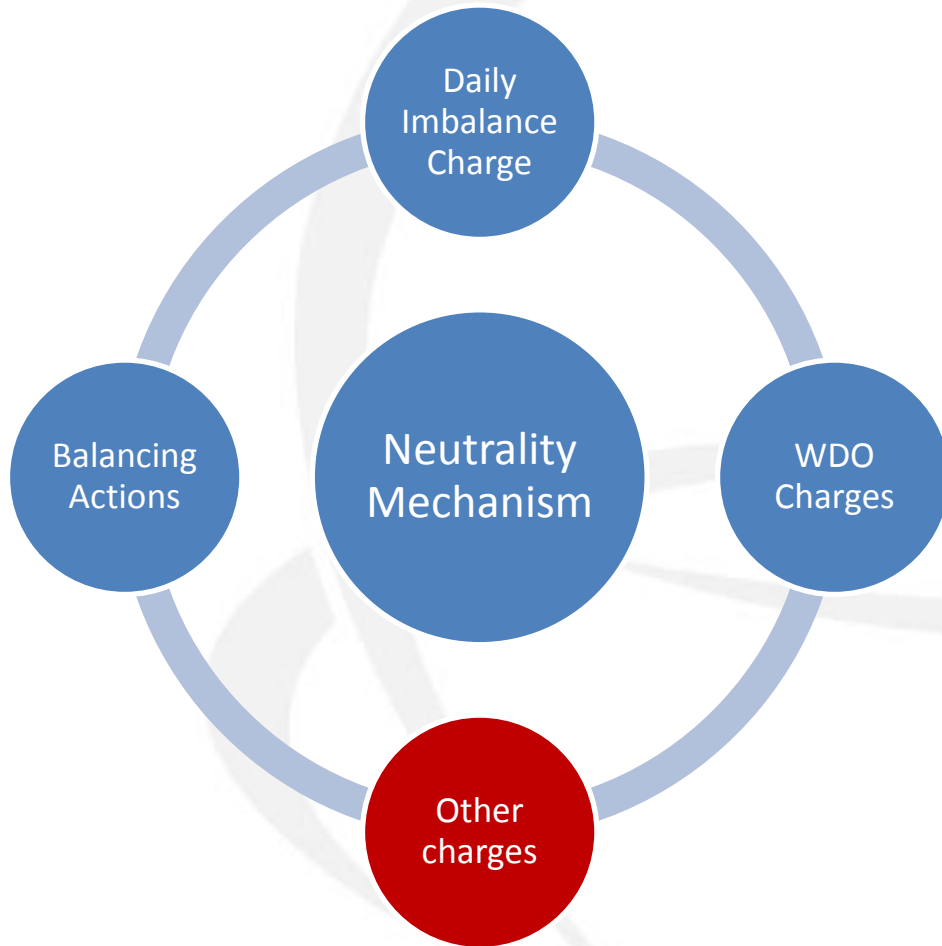 Daily
Imbalance
Charge
Balancing
Actions
Neutrality
Mechanism
WDO
Charges
Other
charges